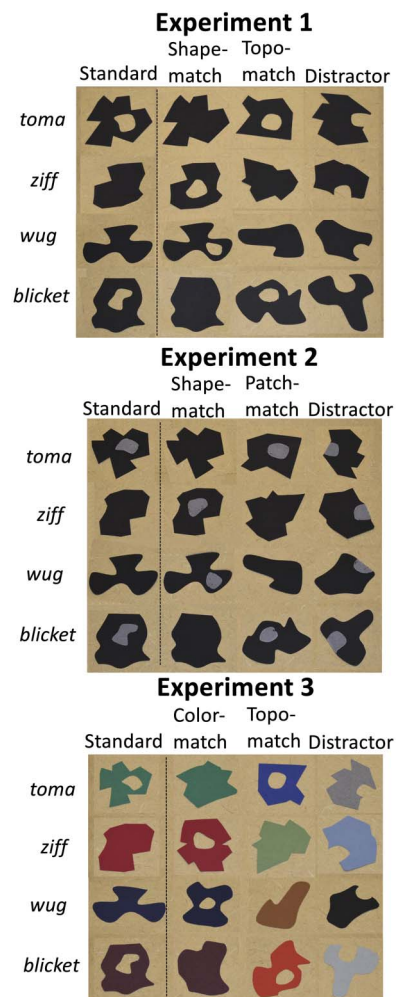 Experiment 1
Shape- Topo-
Standard match match Distractor
toma
ziff
wug
blicket
Experiment 2
Shape- Patch-
Standard match match Distractor
toma
ziff
wug
blicket
Experiment 3
Color- Topo-
Standard match match Distractor
toma
ziff
wug
blicket